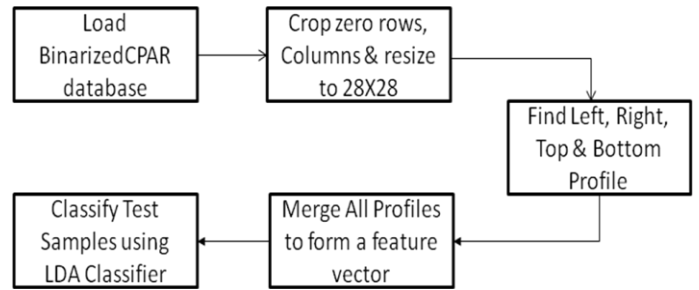 Load
BinarizedCPAR
database
Crop zero rows,
Columns & resize
to 28X28
Find Left, Right,
Top & Bottom
Profile
Merge All Profiles
to form a feature
vector
Classify Test
Samples using
LDA Classifier